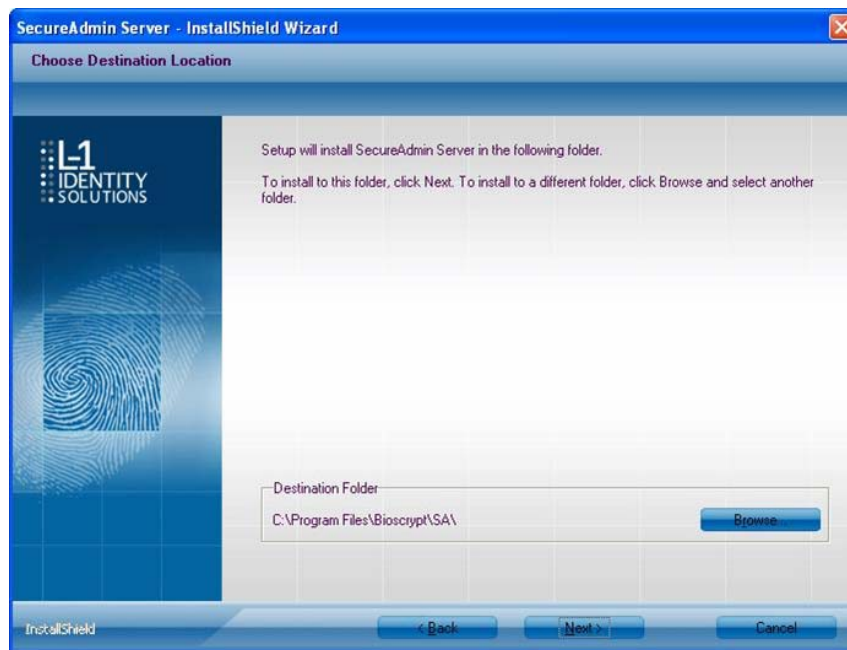 SecureAdmin Server - InstallShield Wizard
Choose Destination Location
L-1
IDENTITY
SOLUTIONS
Setup will install SecureAdmin Server in the following folder.
To install to this folder, click Next. To install to a different folder, click Browse and select another
folder.
Destination Folder
C:\Program Files\Bioscrypt\SA\
Browse...
InstallShield
< Back
Next >
Cancel